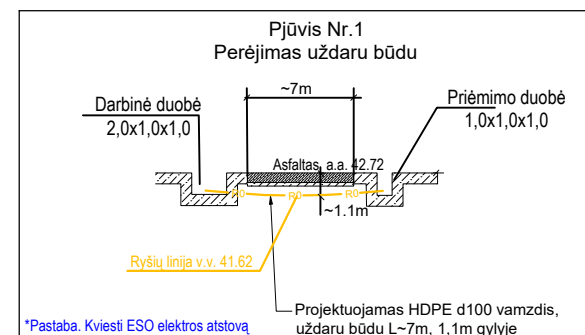 Pjūvis Nr.1
Perėjimas uždaru būdu
~7m
Darbinė duobė
2,0x1,0x1,0
Priėmimo duobė
1,0x1,0x1,0
Asfaltas, a.a. 42.72
R0 R0 R0
~1.1m
Ryšių linija v.v. 41.62
*Pastaba. Kviesti ESO elektros atstovą
Projektuojamas HDPE d100 vamzdis,
uždaru būdu L~7m, 1,1m gylyje